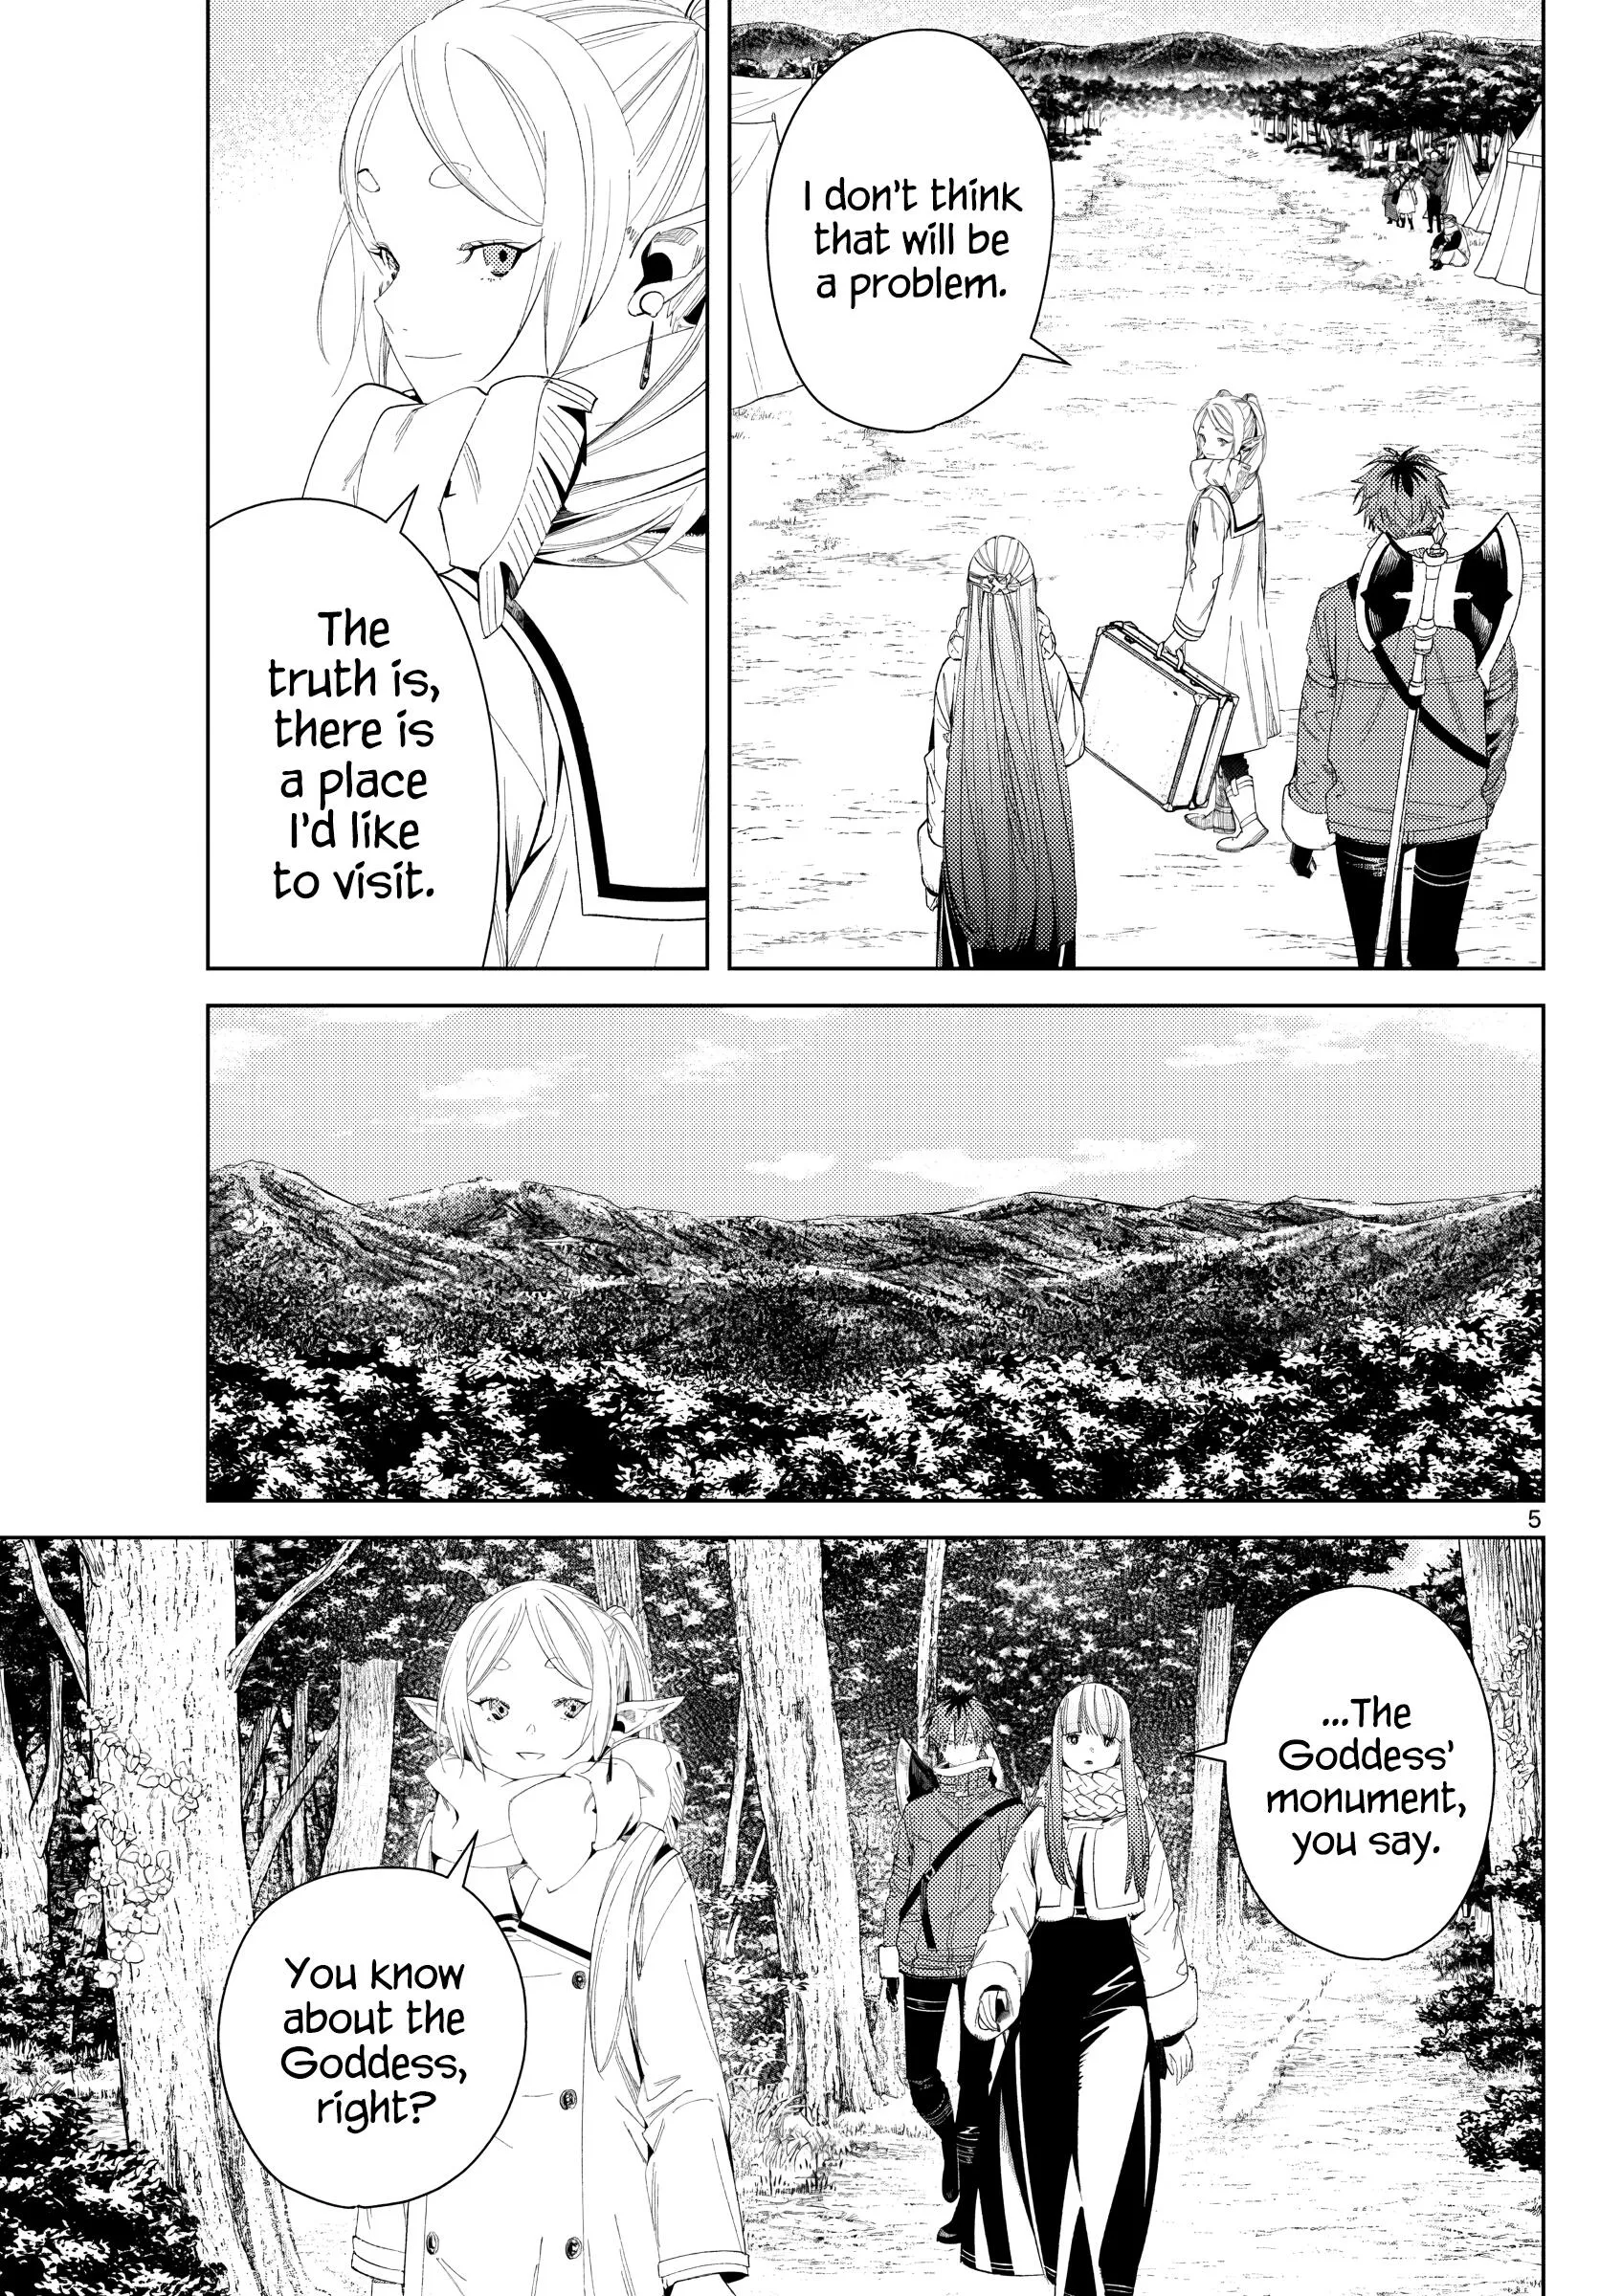 I don't think
that will be
a problem.
The
truth is,
there is
a place
I'd like
to visit.
5
...The
Goddess'
monument,
you say.
You know
about the
Goddess,
right?